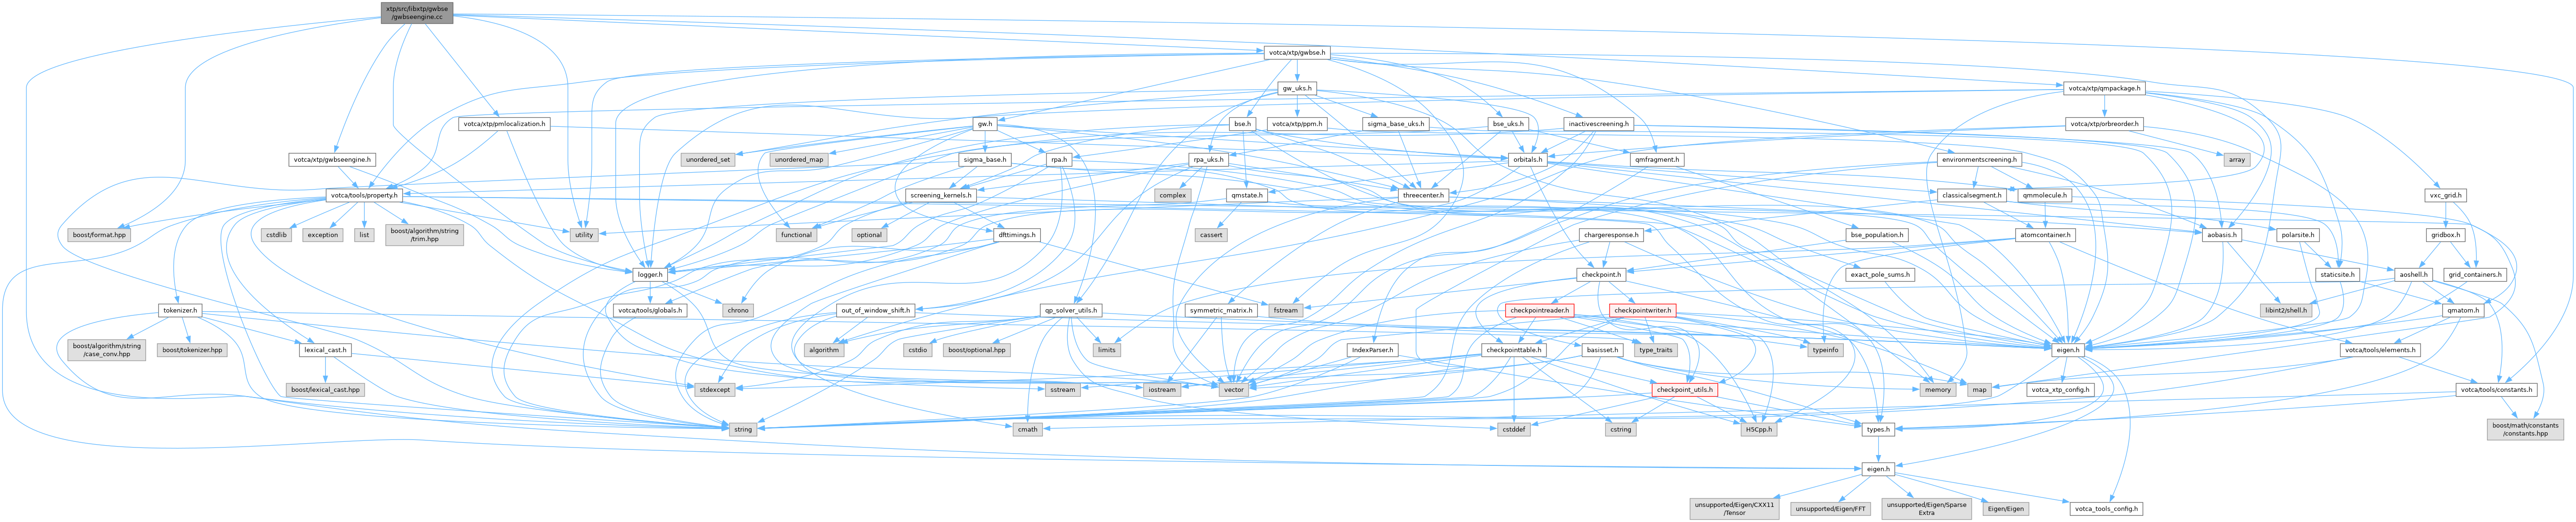 xtp/src/libxtp/gwbse
/gwbseengine.cc
votca/xtp/gwbse.h
gw_uks.h
votca/xtp/qmpackage.h
votca/xtp/pmlocalization.h
gw.h
bse.h
votca/xtp/ppm.h
sigma_base_uks.h
bse_uks.h
inactivescreening.h
votca/xtp/orbreorder.h
votca/xtp/gwbseengine.h
unordered_set
unordered_map
sigma_base.h
rpa.h
rpa_uks.h
orbitals.h
qmfragment.h
environmentscreening.h
array
votca/tools/property.h
screening_kernels.h
complex
qmstate.h
threecenter.h
classicalsegment.h
qmmolecule.h
vxc_grid.h
boost/format.hpp
cstdlib
exception
list
boost/algorithm/string
/trim.hpp
utility
functional
optional
dfttimings.h
cassert
chargeresponse.h
bse_population.h
atomcontainer.h
aobasis.h
polarsite.h
gridbox.h
logger.h
checkpoint.h
exact_pole_sums.h
staticsite.h
aoshell.h
grid_containers.h
tokenizer.h
votca/tools/globals.h
chrono
out_of_window_shift.h
qp_solver_utils.h
fstream
symmetric_matrix.h
checkpointreader.h
checkpointwriter.h
libint2/shell.h
qmatom.h
boost/algorithm/string
/case_conv.hpp
boost/tokenizer.hpp
lexical_cast.h
algorithm
cstdio
boost/optional.hpp
limits
IndexParser.h
checkpointtable.h
basisset.h
type_traits
typeinfo
eigen.h
votca/tools/elements.h
boost/lexical_cast.hpp
stdexcept
sstream
iostream
vector
checkpoint_utils.h
memory
map
votca_xtp_config.h
votca/tools/constants.h
string
cmath
cstddef
cstring
H5Cpp.h
types.h
boost/math/constants
/constants.hpp
eigen.h
unsupported/Eigen/CXX11
/Tensor
unsupported/Eigen/FFT
unsupported/Eigen/Sparse
Extra
Eigen/Eigen
votca_tools_config.h